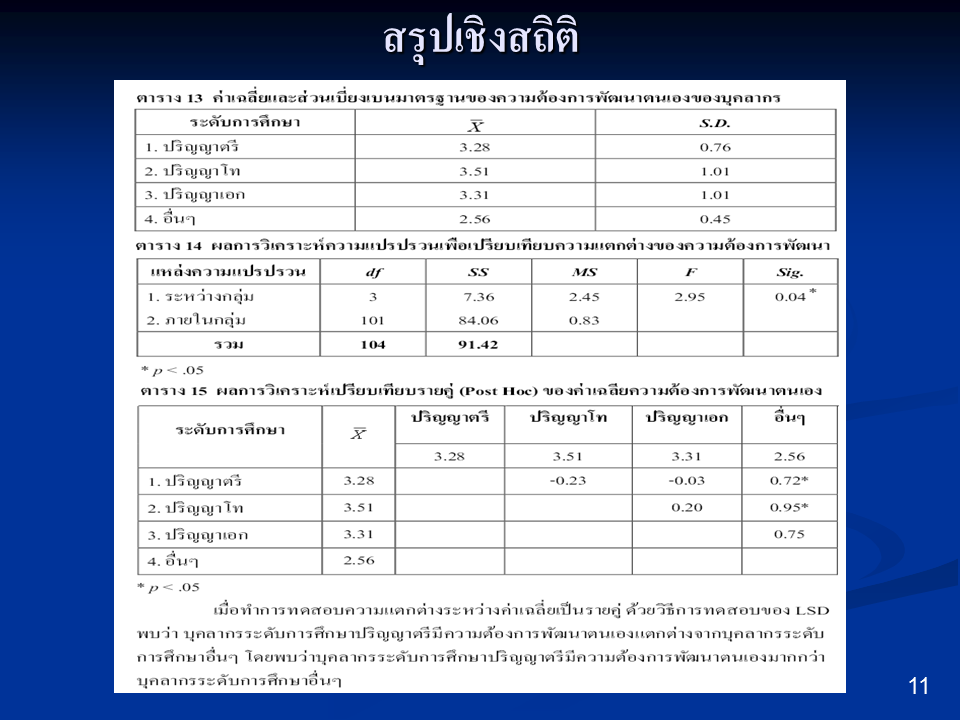 สรุปเชิงสถิติ
ตาราง 13 ค่าเฉลี่ยและส่วนเบี่ยงเบนมาตรฐานของความต้องการพัฒนาตนเองของบุคลากร
ระดับการศึกษา X̄ S.D.
1. ปริญญาตรี 3.28 0.76
2. ปริญญาโท 3.51 1.01
3. ปริญญาเอก 3.31 1.01
4. อื่นๆ 2.56 0.45
ตาราง 14 ผลการวิเคราะห์ความแปรปรวนเพื่อเปรียบเทียบความแตกต่างของความต้องการพัฒนา
แหล่งความแปรปรวน df SS MS F Sig.
1. ระหว่างกลุ่ม 3 7.36 2.45 2.95 0.04*
2. ภายในกลุ่ม 101 84.06 0.83
รวม 104 91.42
* p < .05
ตาราง 15 ผลการวิเคราะห์เปรียบเทียบรายคู่ (Post Hoc) ของค่าเฉลี่ยความต้องการพัฒนาตนเอง
ระดับการศึกษา X̄ ปริญญาตรี ปริญญาโท ปริญญาเอก อื่นๆ
3.28 3.51 3.31 2.56
1. ปริญญาตรี 3.28 -0.23 -0.03 0.72*
2. ปริญญาโท 3.51 0.20 0.95*
3. ปริญญาเอก 3.31 0.75
4. อื่นๆ 2.56
* p < .05
เมื่อทำการทดสอบความแตกต่างระหว่างค่าเฉลี่ยเป็นรายคู่ ด้วยวิธีการทดสอบของ LSD
พบว่า บุคลากรระดับการศึกษาปริญญาตรีมีความต้องการพัฒนาตนเองแตกต่างจากบุคลากรระดับ
การศึกษาอื่นๆ โดยพบว่าบุคลากรระดับการศึกษาปริญญาตรีมีความต้องการพัฒนาตนเองมากกว่า
บุคลากรระดับการศึกษาอื่นๆ
11